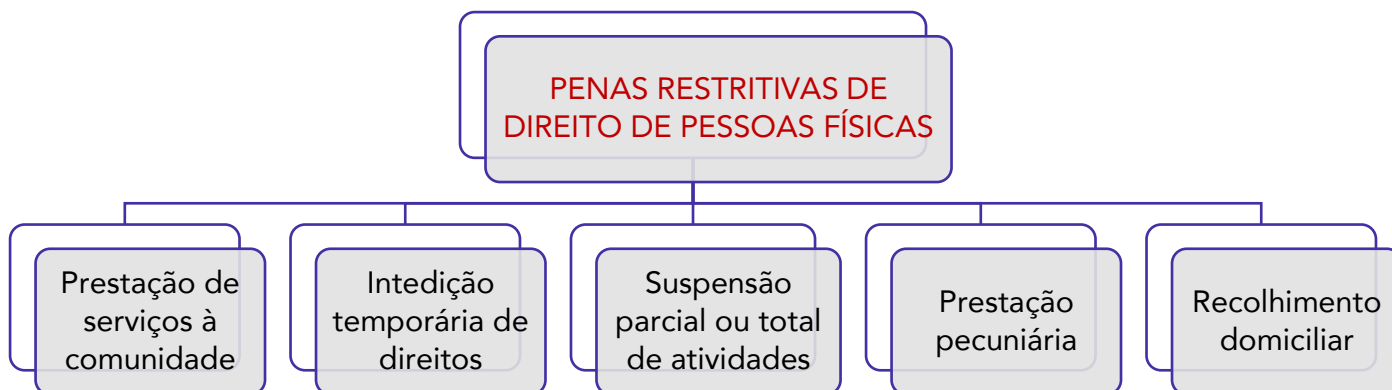 PENAS RESTRITIVAS DE
DIREITO DE PESSOAS FÍSICAS
Prestação de
serviços à
comunidade
Intedição
temporária de
direitos
Suspensão
parcial ou total
de atividades
Prestação
pecuniária
Recolhimento
domiciliar